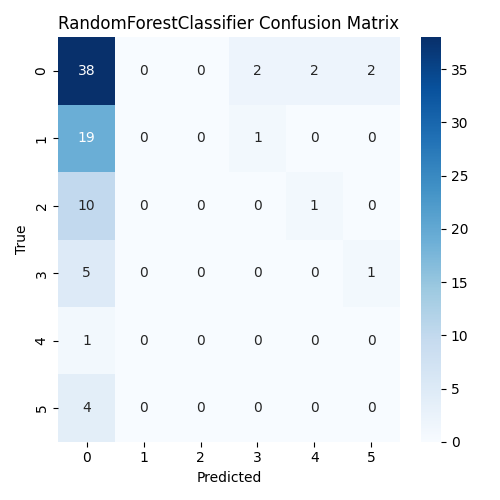 RandomForestClassifier Confusion Matrix
0 38 0 0 2 2 2
1 19 0 0 1 0 0
2 10 0 0 0 1 0
3 5 0 0 0 0 1
4 1 0 0 0 0 0
5 4 0 0 0 0 0
0 1 2 3 4 5
Predicted
True
35
30
25
20
15
10
5
0